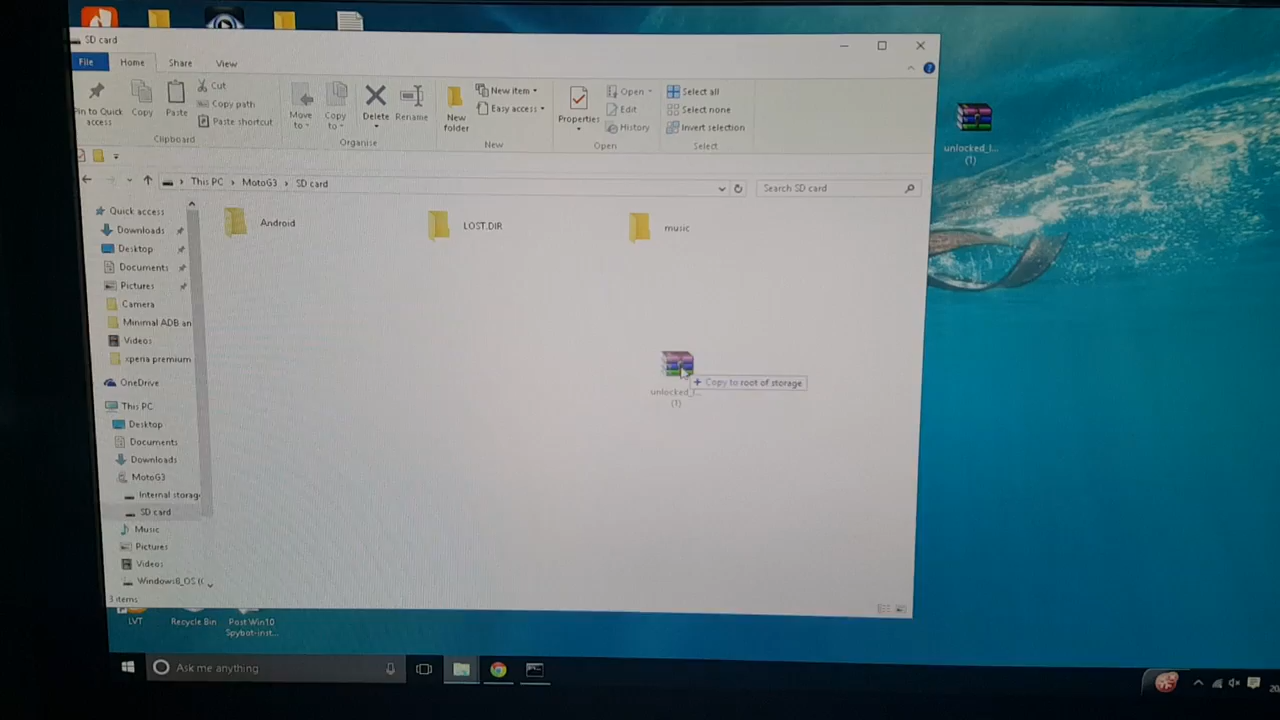 SD card
File Home Share View
Cut
Copy path
Paste shortcut
Pin to Quick access
Copy
Paste
Clipboard
Move to
Copy to
Delete
Rename
Organise
New folder
New item
Easy access
New
Properties
Open
Edit
History
Open
Select all
Select none
Invert selection
Select
This PC > MotoG3 > SD card
Search SD card
Quick access
Downloads
Desktop
Documents
Pictures
Camera
Minimal ADB an
Videos
xperia premium
OneDrive
This PC
Desktop
Documents
Downloads
MotoG3
Internal storag
SD card
Music
Pictures
Videos
Windows8_OS (C
3 items
Android
LOST.DIR
music
unlocked_l...
(1)
+ Copy to root of storage
unlocked_l...
(1)
LVT
Recycle Bin
Post Win10
Spybot-inst...
Ask me anything
20